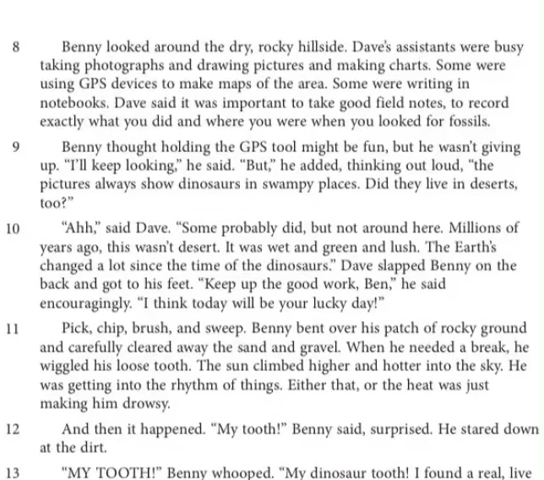 8 Benny looked around the dry, rocky hillside. Dave's assistants were busy
taking photographs and drawing pictures and making charts. Some were
using GPS devices to make maps of the area. Some were writing in
notebooks. Dave said it was important to take good field notes, to record
exactly what you did and where you were when you looked for fossils.
9 Benny thought holding the GPS tool might be fun, but he wasn't giving
up. “I'll keep looking,” he said. “But,” he added, thinking out loud, “the
pictures always show dinosaurs in swampy places. Did they live in deserts,
too?”
10 “Ahh,” said Dave. “Some probably did, but not around here. Millions of
years ago, this wasn't desert. It was wet and green and lush. The Earth's
changed a lot since the time of the dinosaurs.” Dave slapped Benny on the
back and got to his feet. “Keep up the good work, Ben,” he said
encouragingly. “I think today will be your lucky day!”
11 Pick, chip, brush, and sweep. Benny bent over his patch of rocky ground
and carefully cleared away the sand and gravel. When he needed a break, he
wiggled his loose tooth. The sun climbed higher and hotter into the sky. He
was getting into the rhythm of things. Either that, or the heat was just
making him drowsy.
12 And then it happened. “My tooth!” Benny said, surprised. He stared down
at the dirt.
13 “MY TOOTH!” Benny whooped. “My dinosaur tooth! I found a real, live